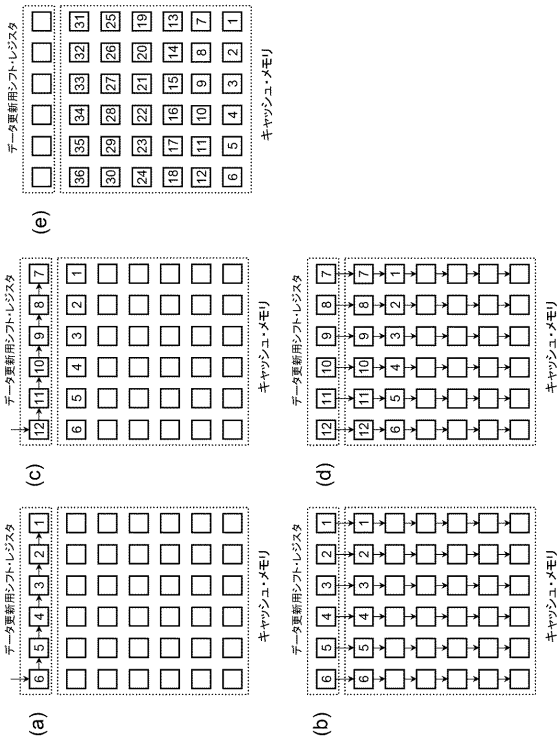 (a)
データ更新用シフト・レジスタ
6 5 4 3 2 1
キャッシュ・メモリ
(b)
データ更新用シフト・レジスタ
6 5 4 3 2 1
6 5 4 3 2 1
キャッシュ・メモリ
(c)
データ更新用シフト・レジスタ
12 11 10 9 8 7
6 5 4 3 2 1
キャッシュ・メモリ
(d)
データ更新用シフト・レジスタ
12 11 10 9 8 7
12 11 10 9 8 7
6 5 4 3 2 1
キャッシュ・メモリ
(e)
データ更新用シフト・レジスタ
36 35 34 33 32 31
30 29 28 27 26 25
24 23 22 21 20 19
18 17 16 15 14 13
12 11 10 9 8 7
6 5 4 3 2 1
キャッシュ・メモリ